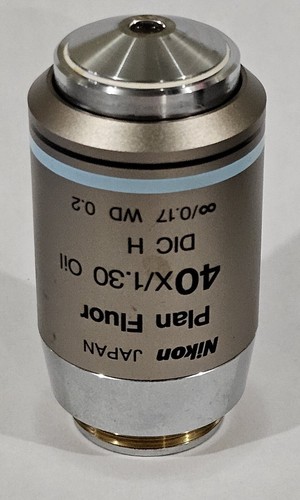 Nikon JAPAN
Plan Fluor
40X/1.30 Oil
DIC H
∞/0.17 WD 0.2